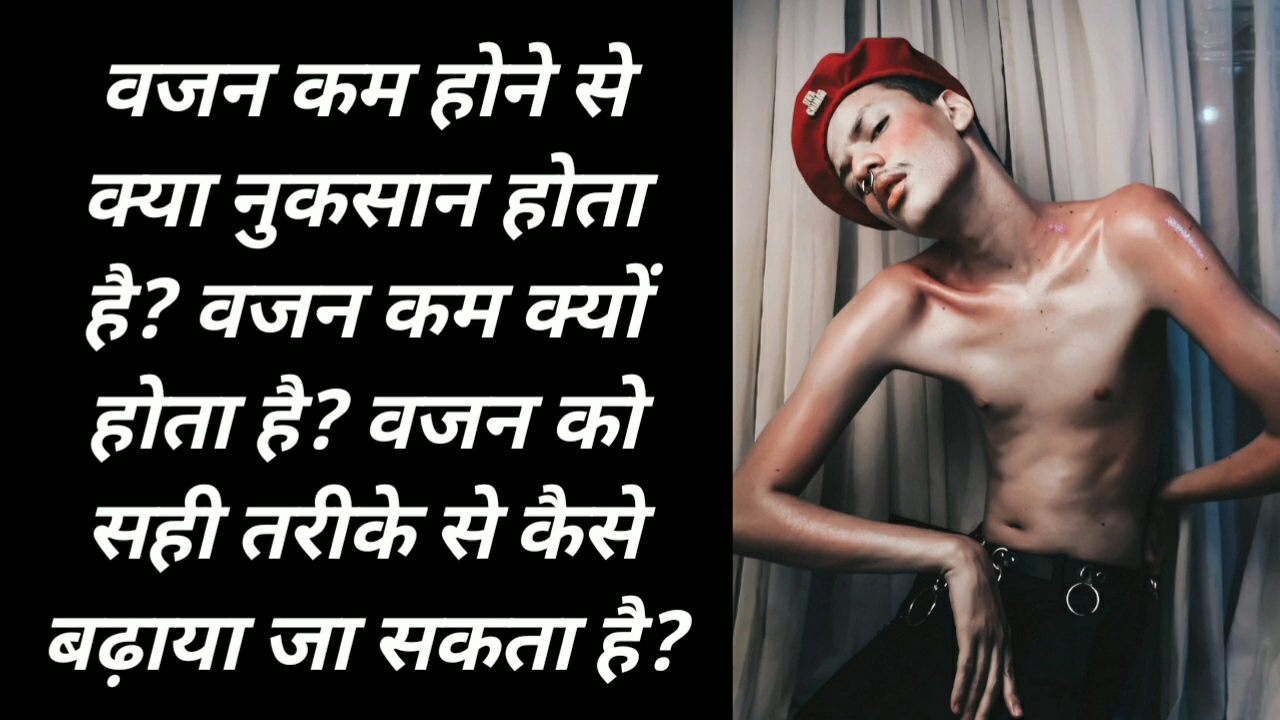 वजन कम होने से
क्या नुकसान होता
है? वजन कम क्यों
होता है? वजन को
सही तरीके से कैसे
बढ़ाया जा सकता है?